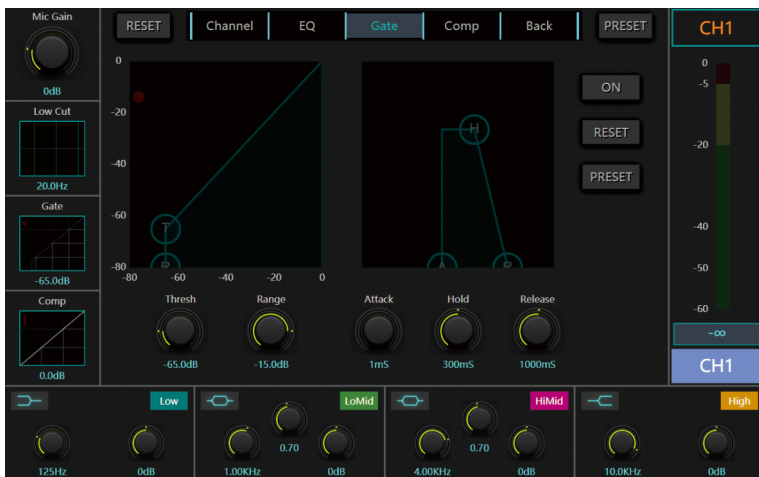 Mic Gain
0dB
Low Cut
20.0Hz
Gate
-65.0dB
Comp
0.0dB
RESET
Channel
EQ
Gate
Comp
Back
PRESET
0
-20
-40
-60
-80
-80
-60
-40
-20
0
T
R
H
A
R
ON
RESET
PRESET
Thresh
-65.0dB
Range
-15.0dB
Attack
1mS
Hold
300mS
Release
1000mS
CH1
0
-5
-20
-40
-50
-60
-∞
CH1
Low
125Hz
0dB
LoMid
0.70
1.00KHz
0dB
HiMid
0.70
4.00KHz
0dB
High
10.0KHz
0dB